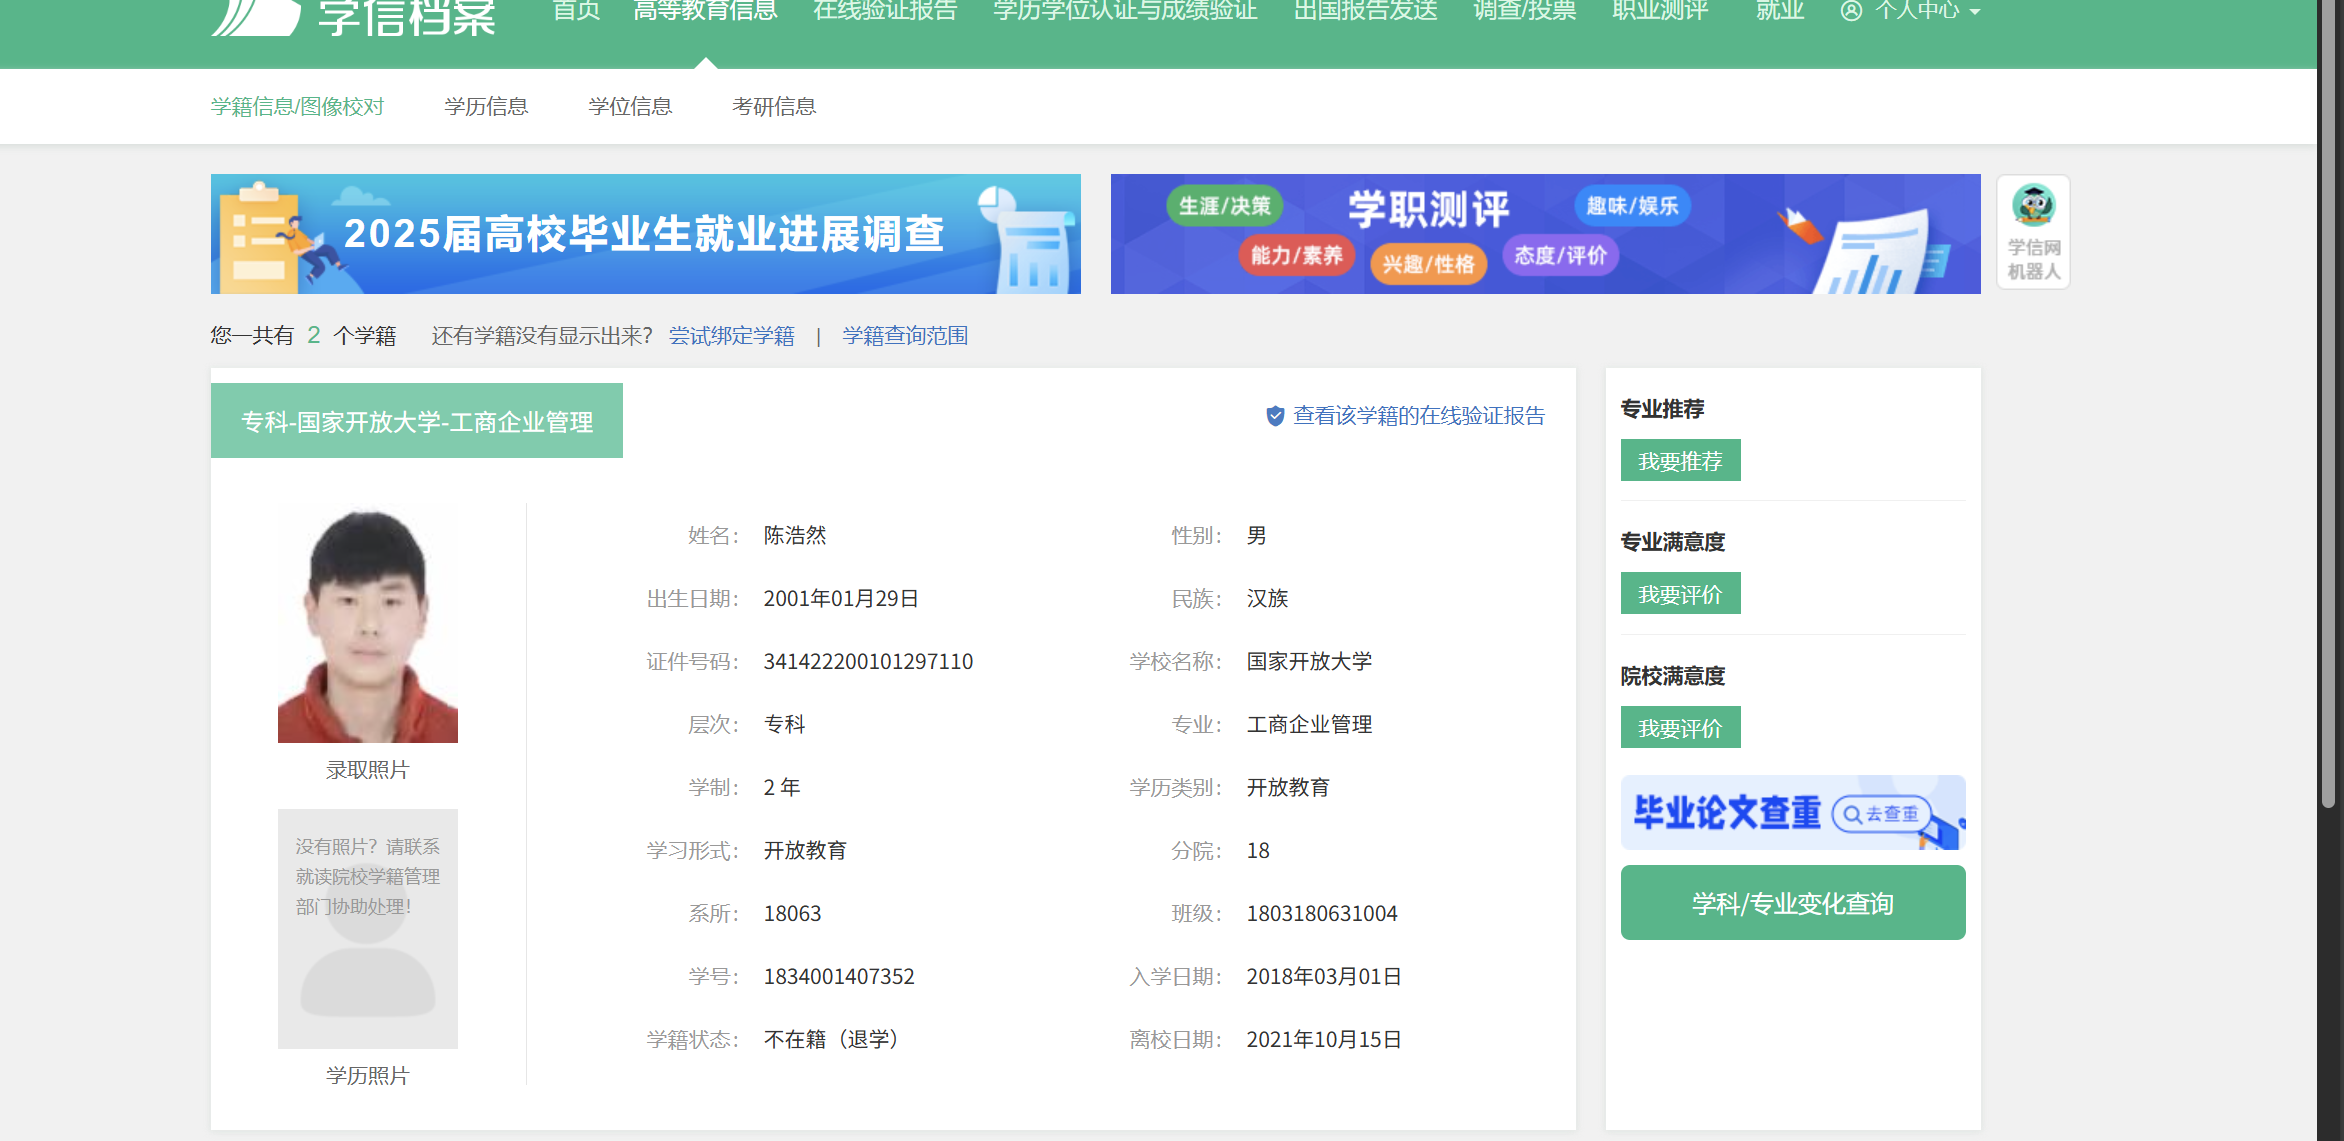 学信档案 首页 高等教育信息 在线验证报告 学历学位认证与成绩验证 出国报告发送 调查/投票 职业测评 就业 个人中心
学籍信息/图像校对 学历信息 学位信息 考研信息
2025届高校毕业生就业进展调查
生涯/决策 学职测评 趣味/娱乐
能力/素养 兴趣/性格 态度/评价
学信网
机器人
您一共有 2 个学籍 还有学籍没有显示出来? 尝试绑定学籍 | 学籍查询范围
专科-国家开放大学-工商企业管理
查看该学籍的在线验证报告
录取照片
没有照片？请联系
就读院校学籍管理
部门协助处理！
学历照片
姓名： 陈浩然 性别： 男
出生日期： 2001年01月29日 民族： 汉族
证件号码： 341422200101297110 学校名称： 国家开放大学
层次： 专科 专业： 工商企业管理
学制： 2 年 学历类别： 开放教育
学习形式： 开放教育 分院： 18
系所： 18063 班级： 1803180631004
学号： 1834001407352 入学日期： 2018年03月01日
学籍状态： 不在籍（退学） 离校日期： 2021年10月15日
专业推荐
我要推荐
专业满意度
我要评价
院校满意度
我要评价
毕业论文查重 去查重
学科/专业变化查询